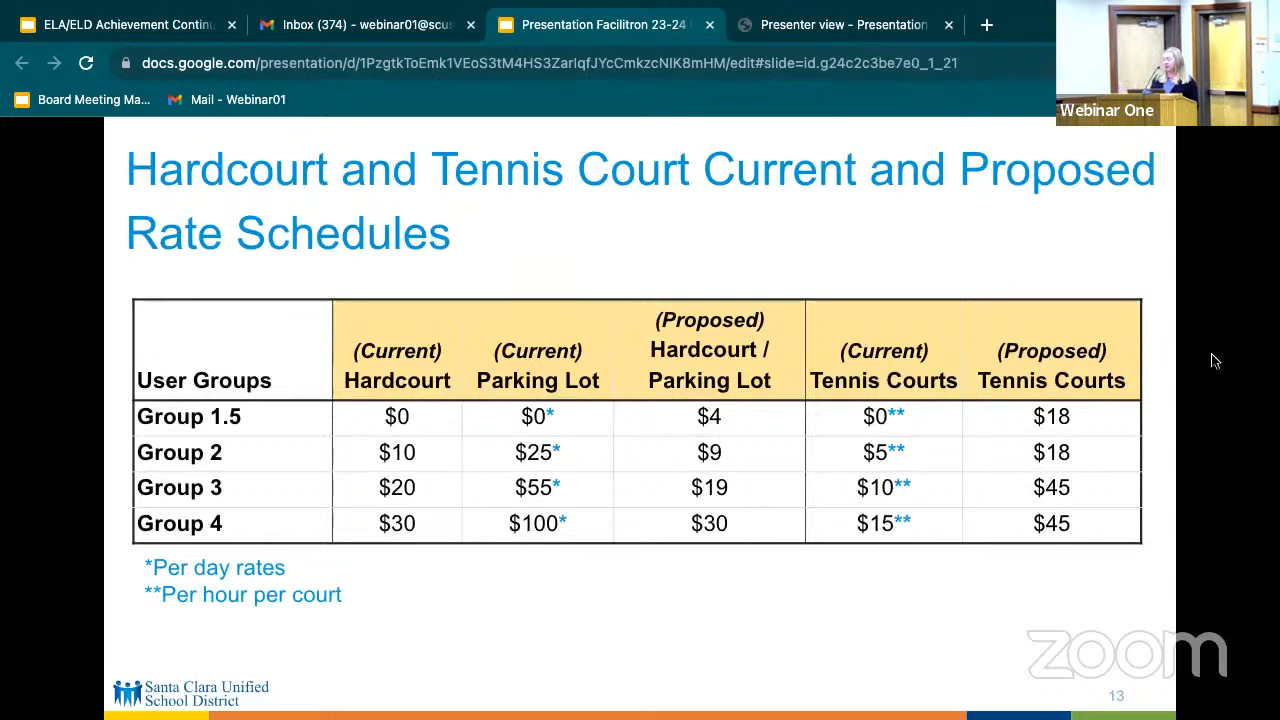 ELA/ELD Achievement Continu
Inbox (374) - webinar01@scus
Presentation Facilitron 23-24
Presenter view - Presentation
docs.google.com/presentation/d/1PzgtkToEmk1VEoS3tM4HS3ZarlqfJYcCmkzcNlK8mHM/edit#slide=id.g24c2c3be7e0_1_21
Board Meeting Ma...
Mail - Webinar01
Webinar One
Hardcourt and Tennis Court Current and Proposed
Rate Schedules
User Groups
(Current) Hardcourt
(Current) Parking Lot
(Proposed) Hardcourt / Parking Lot
(Current) Tennis Courts
(Proposed) Tennis Courts
Group 1.5 $0 $0* $4 $0** $18
Group 2 $10 $25* $9 $5** $18
Group 3 $20 $55* $19 $10** $45
Group 4 $30 $100* $30 $15** $45
*Per day rates
**Per hour per court
zoom
Santa Clara Unified
School District
13